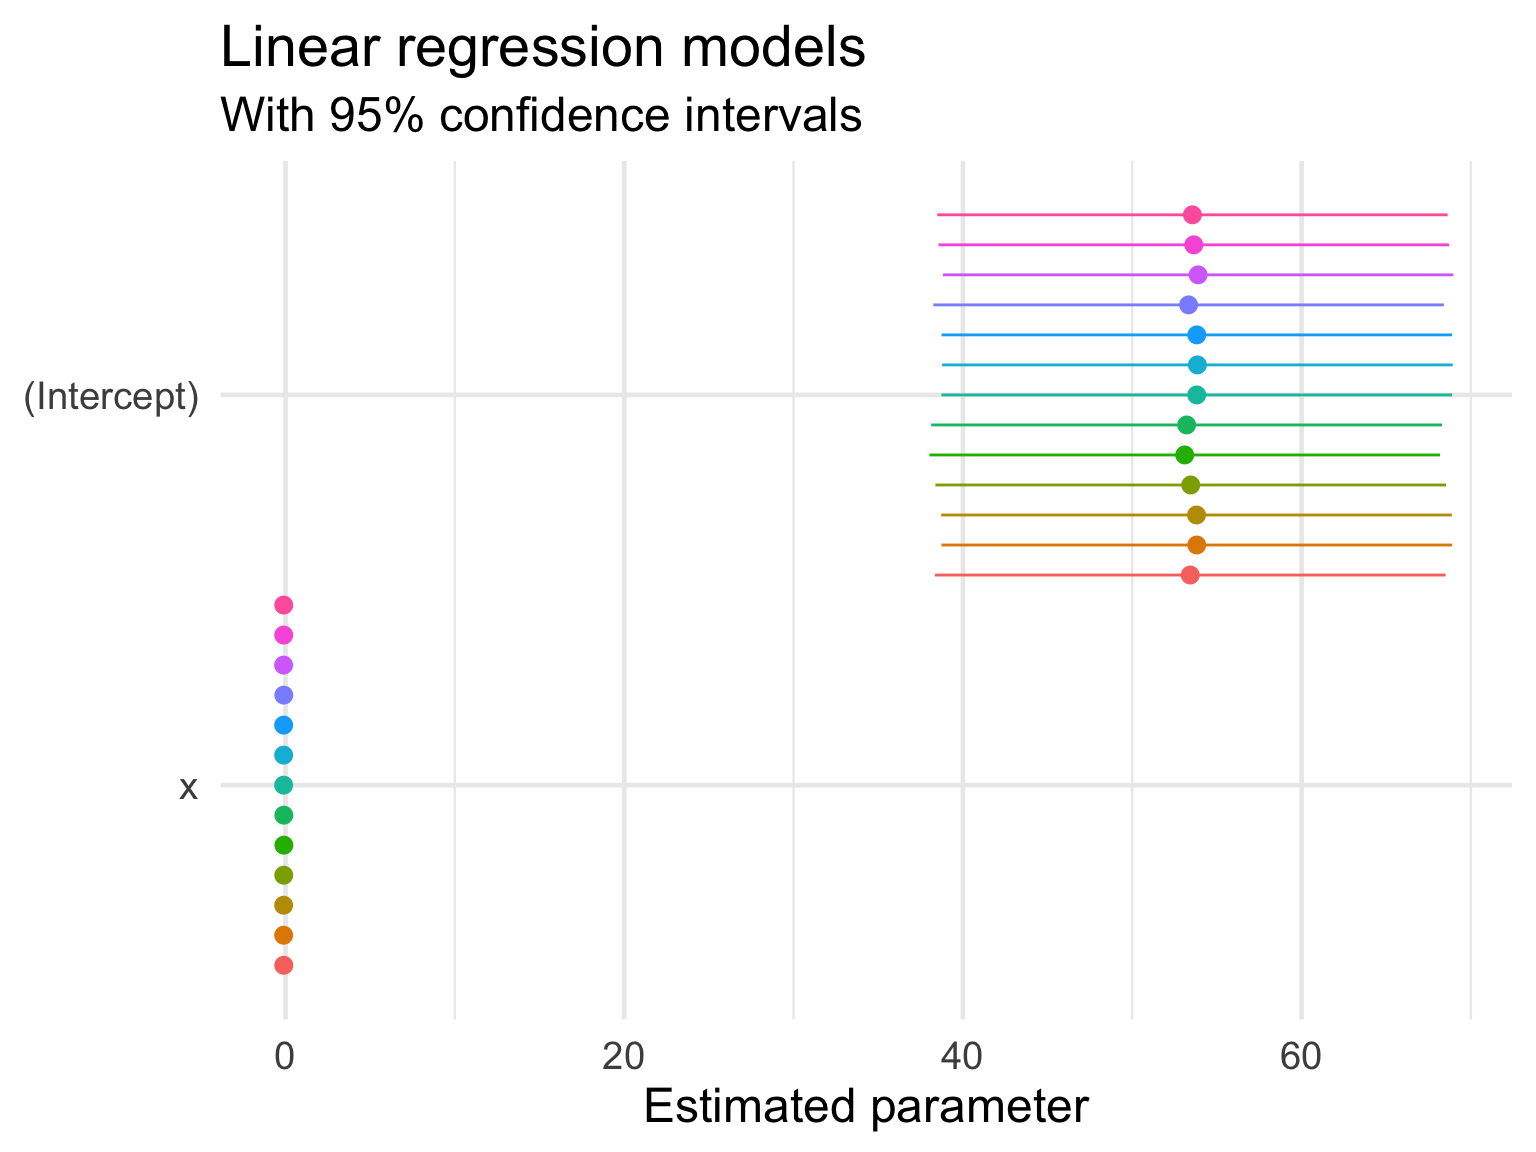 Linear regression models
With 95% confidence intervals
(Intercept)
x
0 20 40 60
Estimated parameter